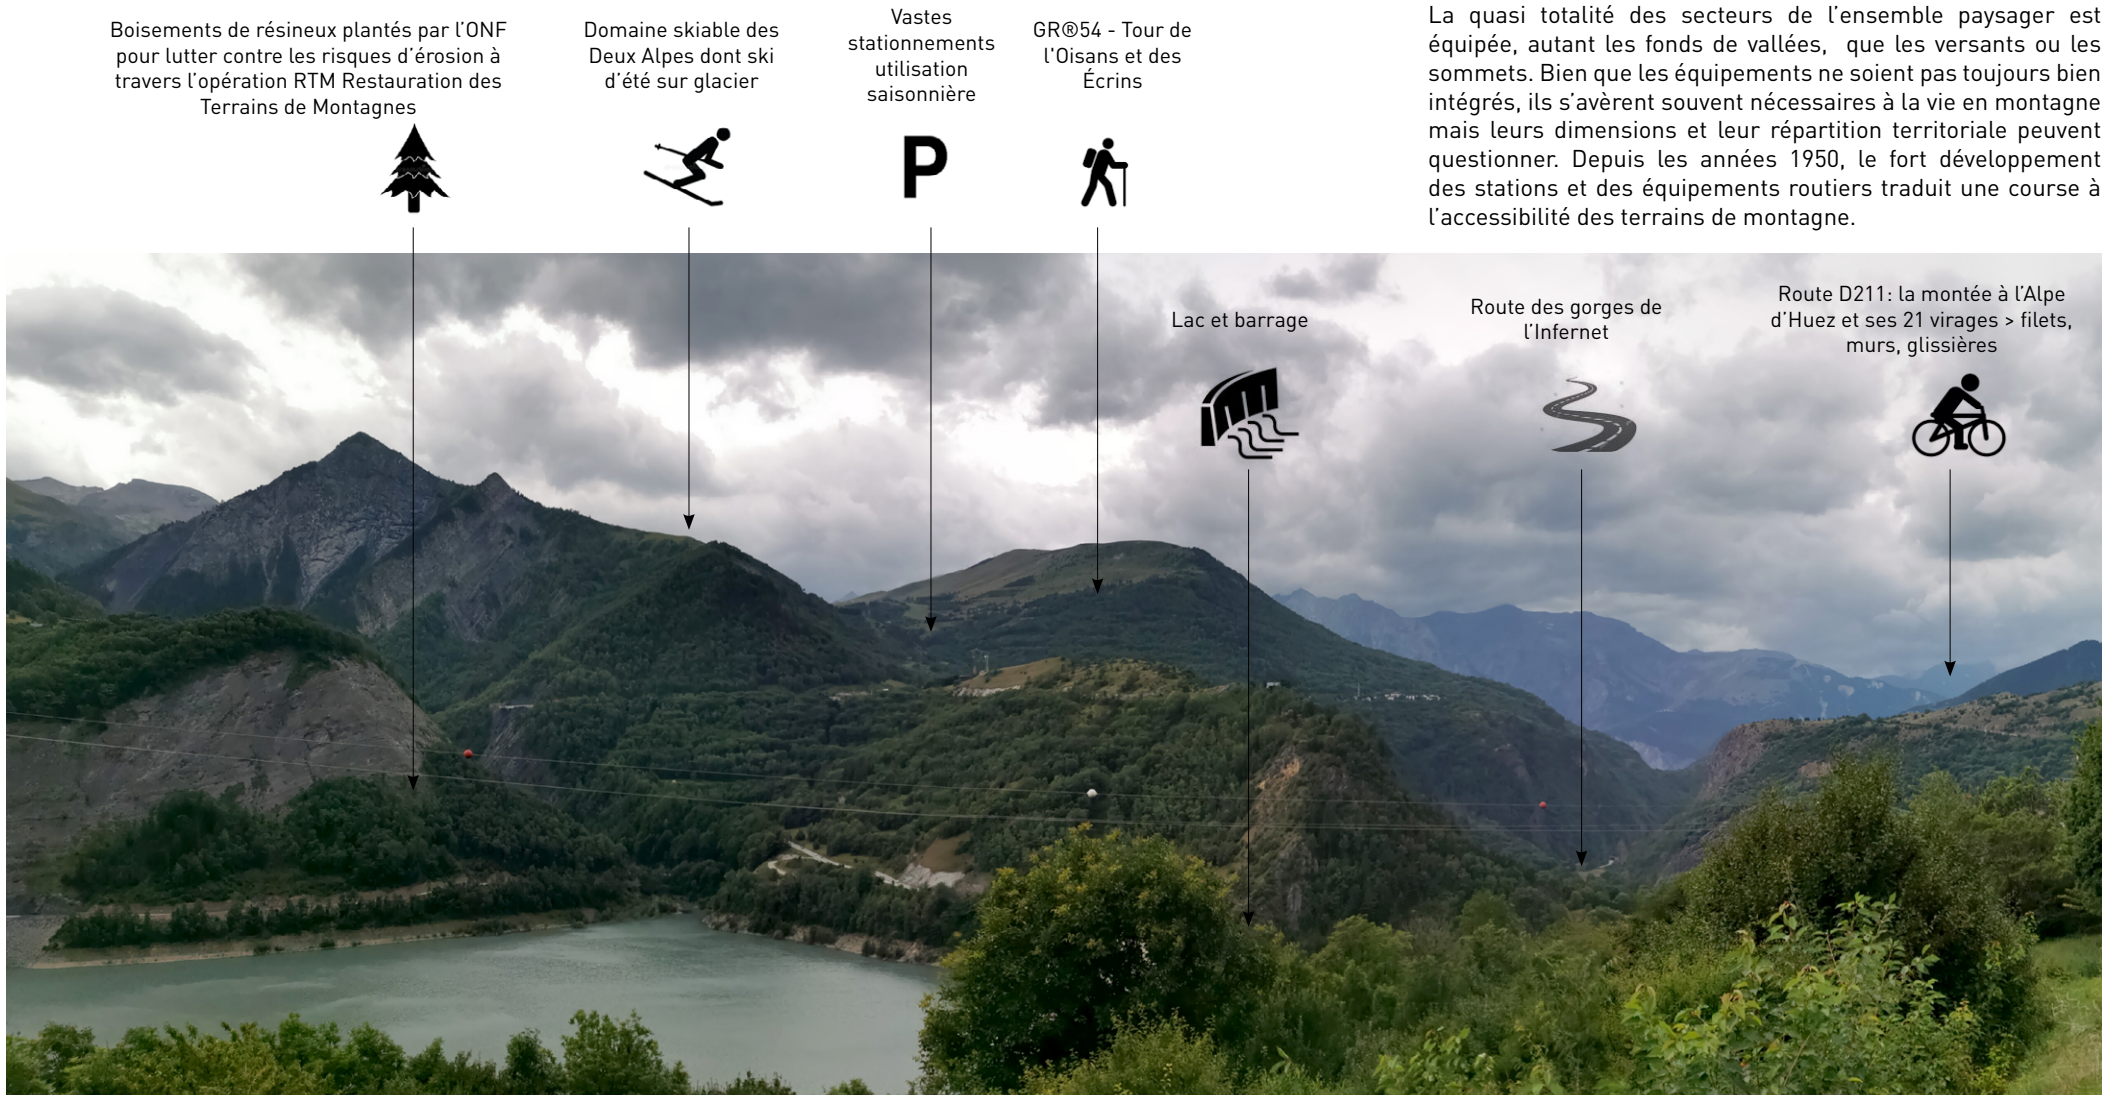 Boisements de résineux plantés par l'ONF
pour lutter contre les risques d'érosion à
travers l'opération RTM Restauration des
Terrains de Montagnes
Domaine skiable des
Deux Alpes dont ski
d'été sur glacier
Vastes
stationnements
utilisation
saisonnière
P
GR®54 - Tour de
l'Oisans et des
Écrins
La quasi totalité des secteurs de l'ensemble paysager est
équipée, autant les fonds de vallées, que les versants ou les
sommets. Bien que les équipements ne soient pas toujours bien
intégrés, ils s'avèrent souvent nécessaires à la vie en montagne
mais leurs dimensions et leur répartition territoriale peuvent
questionner. Depuis les années 1950, le fort développement
des stations et des équipements routiers traduit une course à
l'accessibilité des terrains de montagne.
Lac et barrage
Route des gorges de
l'Infernet
Route D211: la montée à l'Alpe
d'Huez et ses 21 virages > filets,
murs, glissières